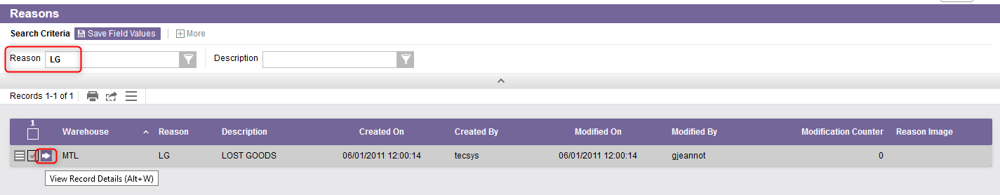 Reasons
Search Criteria Save Field Values More
Reason LG Description
Records 1-1 of 1
1
Warehouse Reason Description Created On Created By Modified On Modified By Modification Counter Reason Image
MTL LG LOST GOODS 06/01/2011 12:00:14 tecsys 06/01/2011 12:00:14 gjeannot 0
View Record Details (Alt+W)